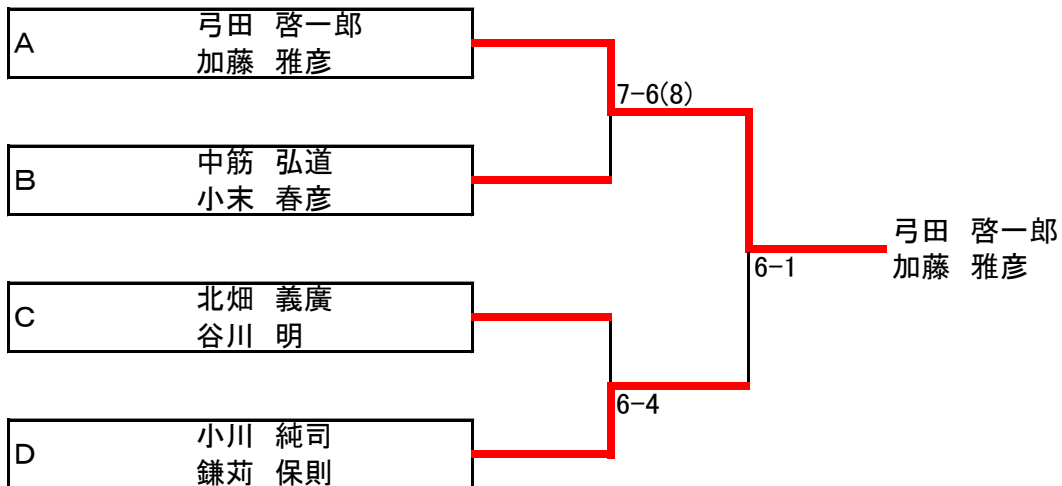 A
弓田 啓一郎
加藤 雅彦
7-6(8)
B
中筋 弘道
小末 春彦
弓田 啓一郎
加藤 雅彦
6-1
C
北畑 義廣
谷川 明
6-4
D
小川 純司
鎌苅 保則